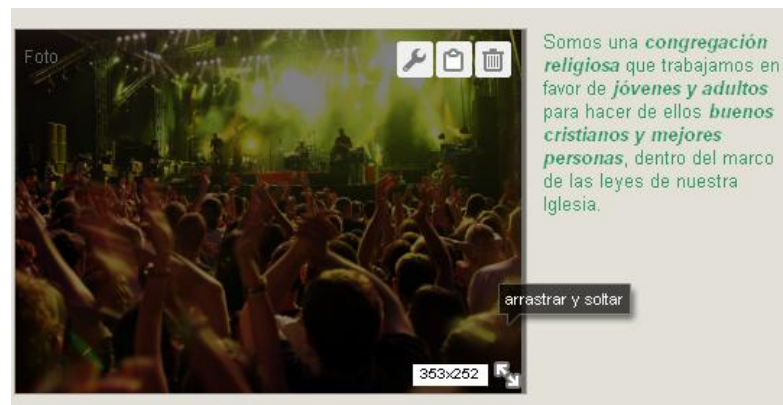 Foto
Somos una congregación
religiosa que trabajamos en
favor de jóvenes y adultos
para hacer de ellos buenos
cristianos y mejores
personas, dentro del marco
de las leyes de nuestra
Iglesia.
arrastrar y soltar
353x252